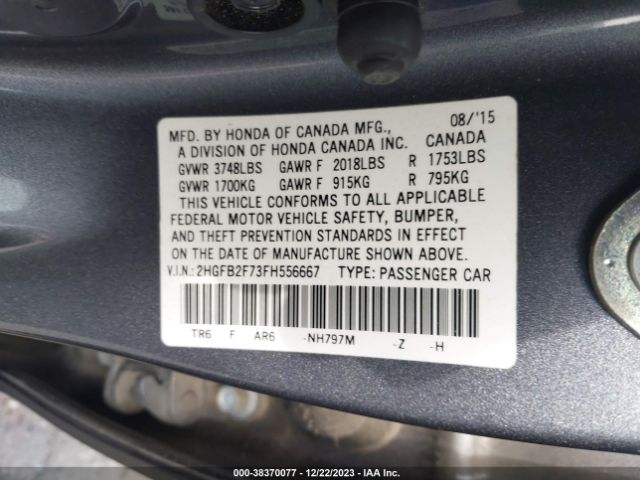 08/'15
MFD. BY HONDA OF CANADA MFG.,
A DIVISION OF HONDA CANADA INC. CANADA
GVWR 3748LBS GAWR F 2018LBS R 1753LBS
GVWR 1700KG GAWR F 915KG R 795KG
THIS VEHICLE CONFORMS TO ALL APPLICABLE
FEDERAL MOTOR VEHICLE SAFETY, BUMPER,
AND THEFT PREVENTION STANDARDS IN EFFECT
ON THE DATE OF MANUFACTURE SHOWN ABOVE.
V.I.N.: 2HGFB2F73FH556667 TYPE: PASSENGER CAR
TR6 F AR6 -NH797M -Z -H
000-38370077 - 12/22/2023 - IAA Inc.